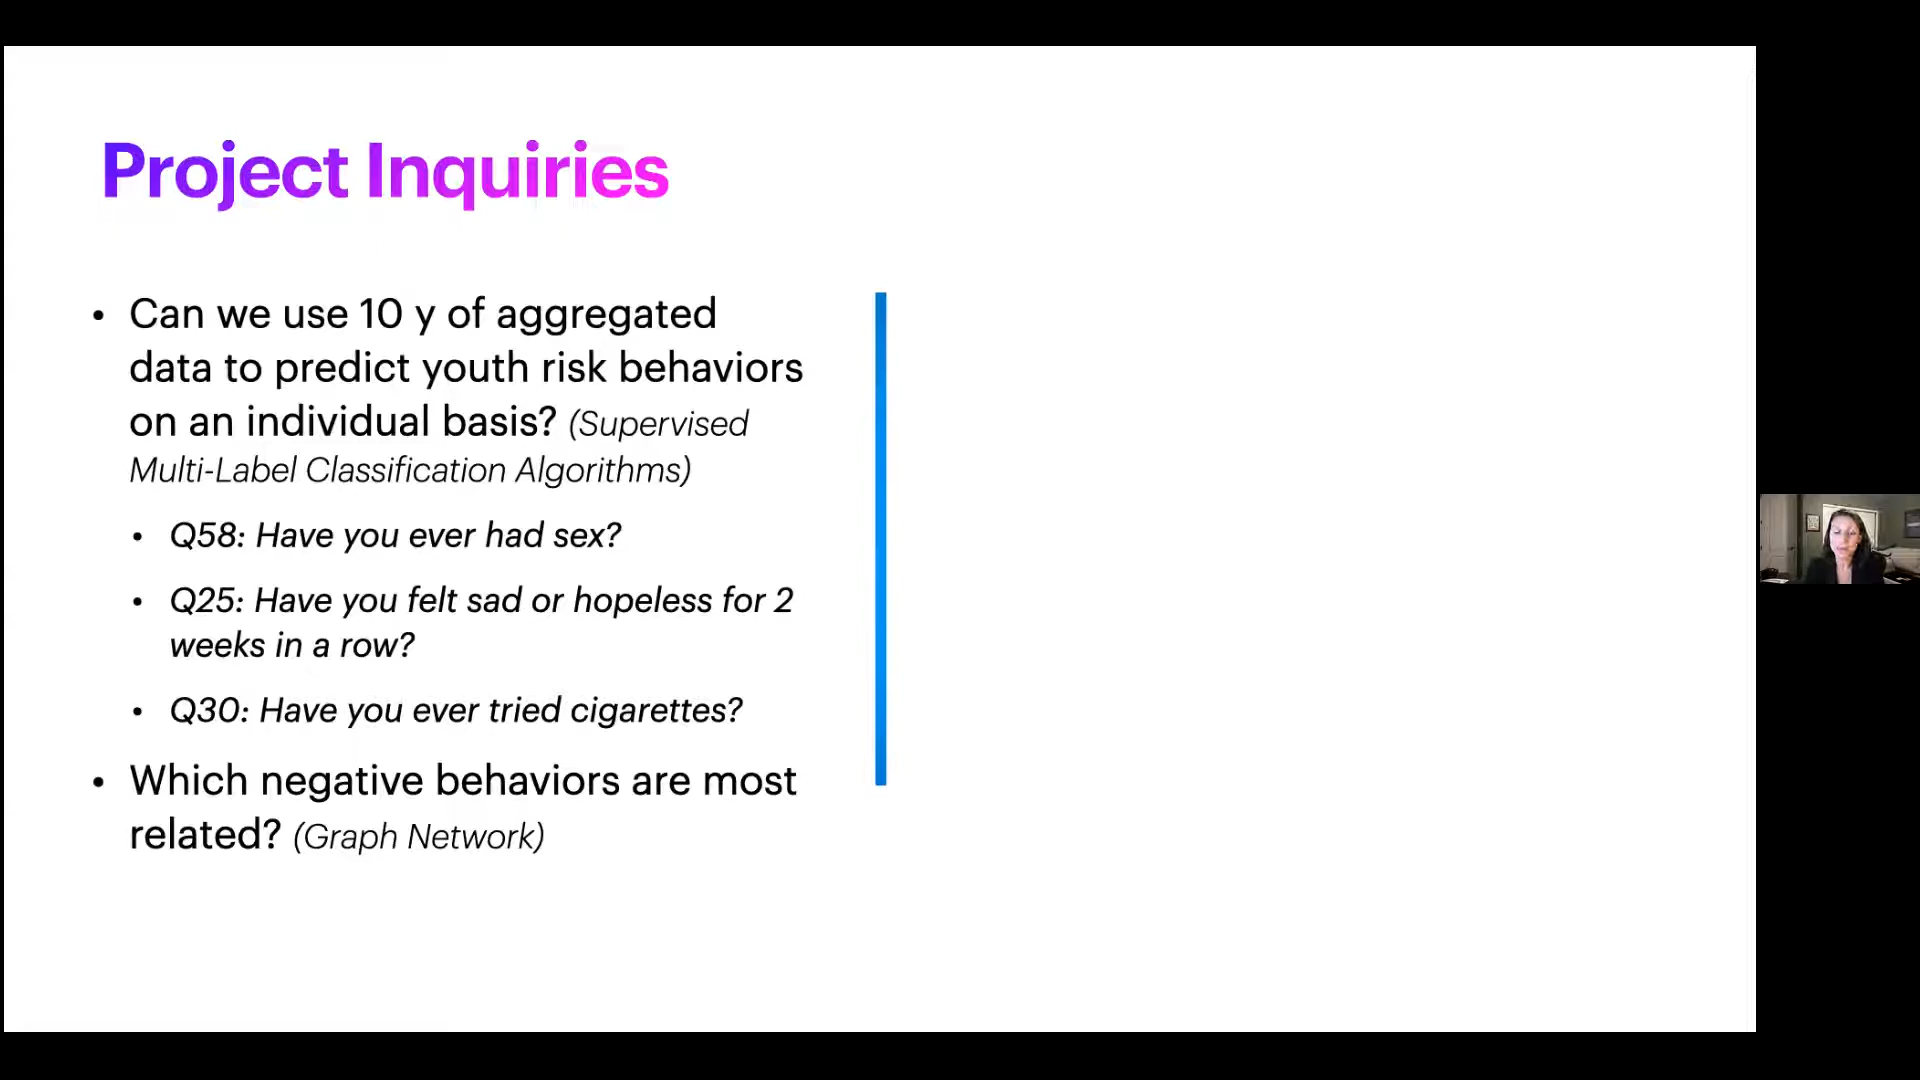 Project Inquiries
• Can we use 10 y of aggregated
data to predict youth risk behaviors
on an individual basis? (Supervised
Multi-Label Classification Algorithms)
• Q58: Have you ever had sex?
• Q25: Have you felt sad or hopeless for 2
weeks in a row?
• Q30: Have you ever tried cigarettes?
• Which negative behaviors are most
related? (Graph Network)